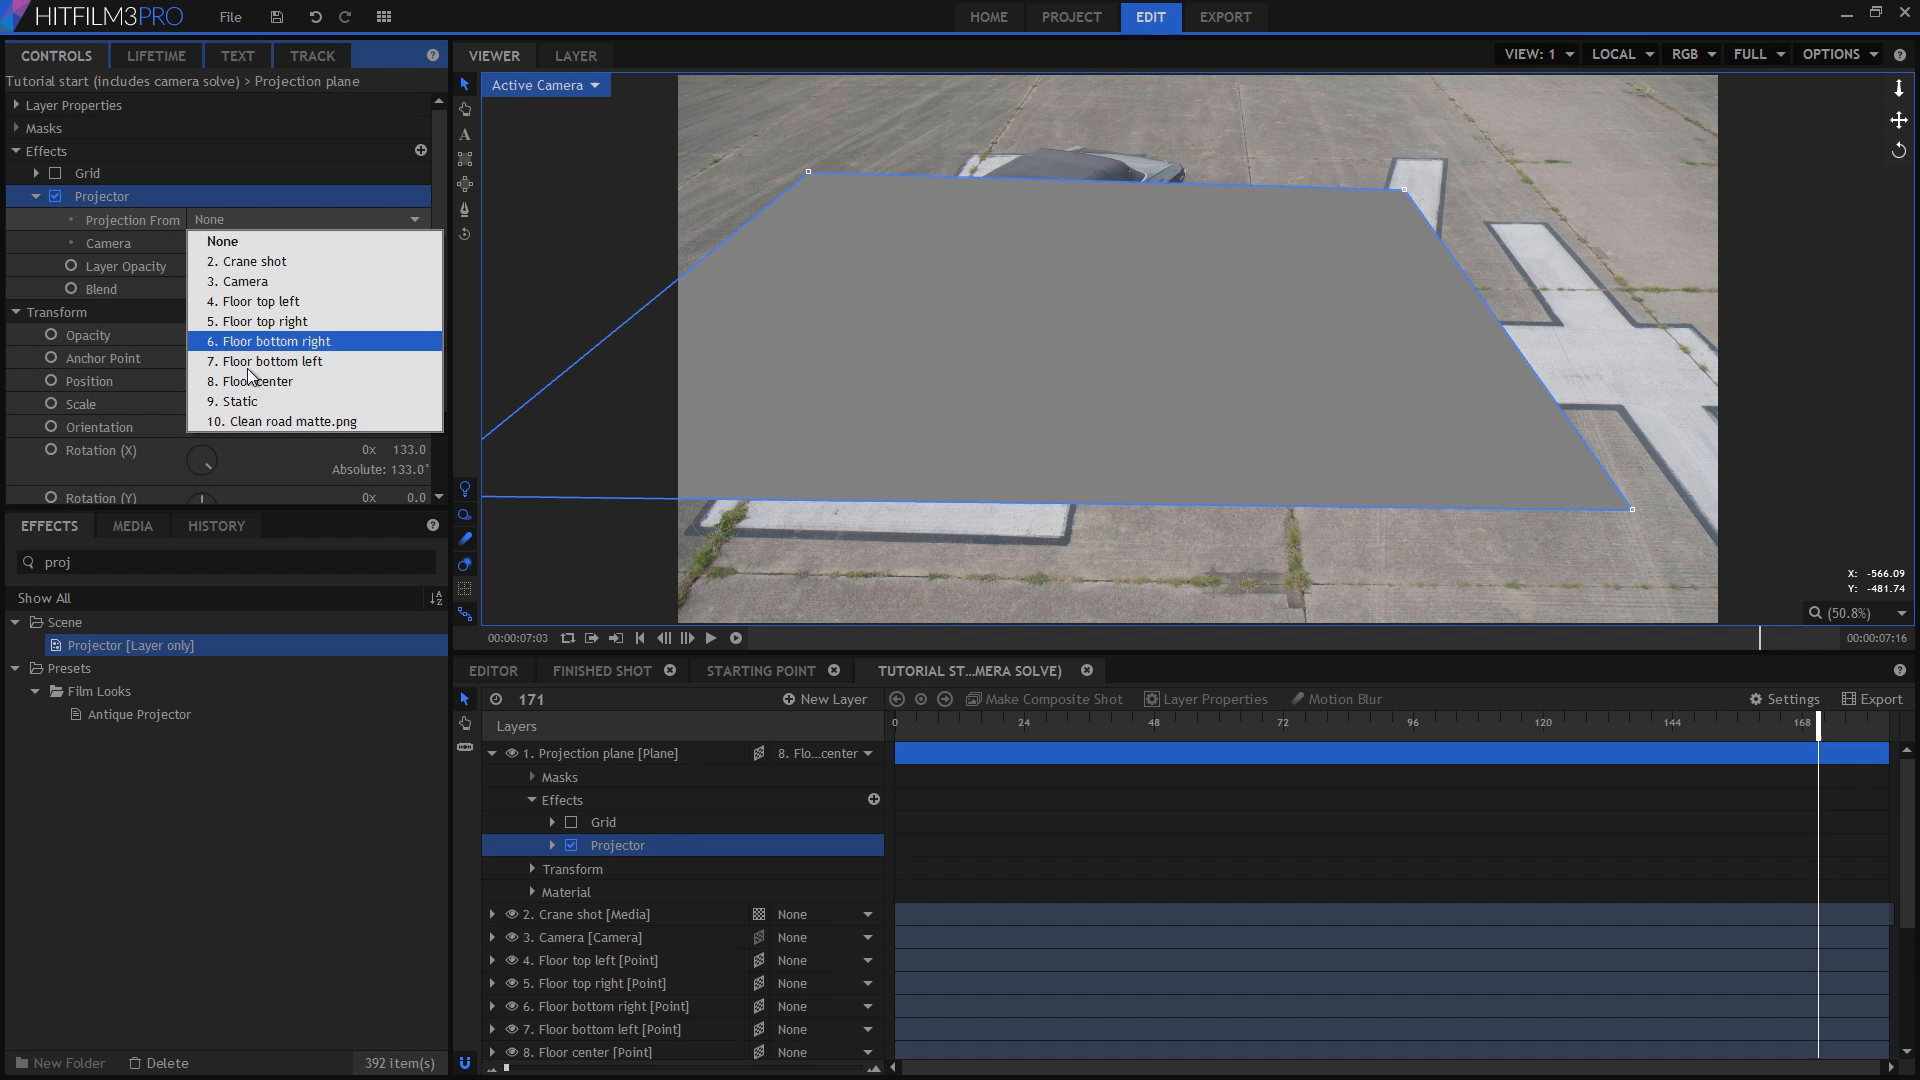 HITFILM3PRO
File
HOME
PROJECT
EDIT
EXPORT
CONTROLS
LIFETIME
TEXT
TRACK
Tutorial start (includes camera solve) > Projection plane
Layer Properties
Masks
Effects
Grid
Projector
Projection From
None
Camera
Layer Opacity
Blend
None
2. Crane shot
3. Camera
4. Floor top left
5. Floor top right
6. Floor bottom right
7. Floor bottom left
8. Floor center
9. Static
10. Clean road matte.png
Transform
Opacity
Anchor Point
Position
Scale
Orientation
Rotation (X)
0x 133.0
Absolute: 133.0°
Rotation (Y)
0x 0.0
EFFECTS
MEDIA
HISTORY
proj
Show All
Scene
Projector [Layer only]
Presets
Film Looks
Antique Projector
New Folder
Delete
392 item(s)
VIEWER
LAYER
VIEW: 1
LOCAL
RGB
FULL
OPTIONS
Active Camera
X: -566.09
Y: -481.74
(50.8%)
00:00:07:03
00:00:07:16
EDITOR
FINISHED SHOT
STARTING POINT
TUTORIAL ST...MERA SOLVE)
171
New Layer
Make Composite Shot
Layer Properties
Motion Blur
Settings
Export
Layers
0 24 48 72 96 120 144 168
1. Projection plane [Plane]
8. Flo...center
Masks
Effects
Grid
Projector
Transform
Material
2. Crane shot [Media]
None
3. Camera [Camera]
None
4. Floor top left [Point]
None
5. Floor top right [Point]
None
6. Floor bottom right [Point]
None
7. Floor bottom left [Point]
None
8. Floor center [Point]
None